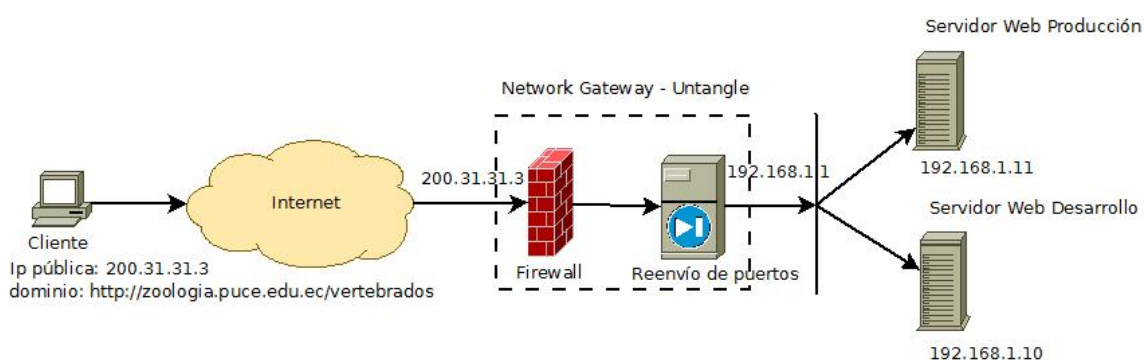 Servidor Web Producción
Network Gateway - Untangle
200.31.31.3
192.168.1.1
192.168.1.11
Internet
Servidor Web Desarrollo
Cliente
Firewall
Reenvío de puertos
Ip pública: 200.31.31.3
dominio: http://zoologia.puce.edu.ec/vertebrados
192.168.1.10